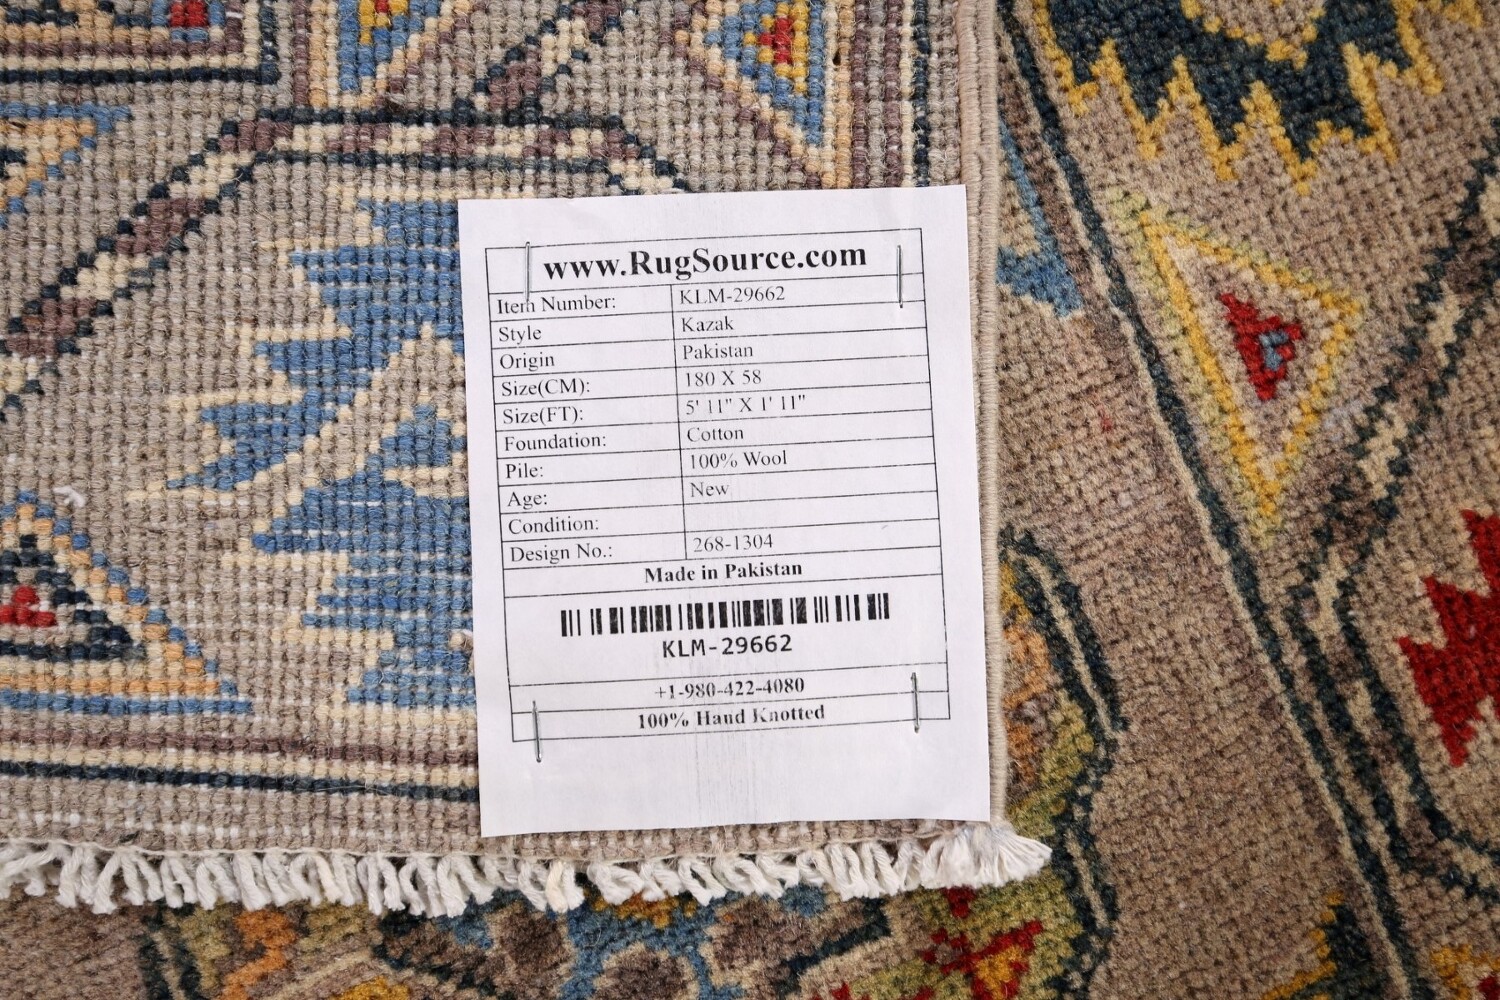 www.RugSource.com
Item Number: KLM-29662
Style Kazak
Origin Pakistan
Size(CM): 180 X 58
Size(FT): 5' 11" X 1' 11"
Foundation: Cotton
Pile: 100% Wool
Age: New
Condition:
Design No.: 268-1304
Made in Pakistan
KLM-29662
+1-980-422-4080
100% Hand Knotted